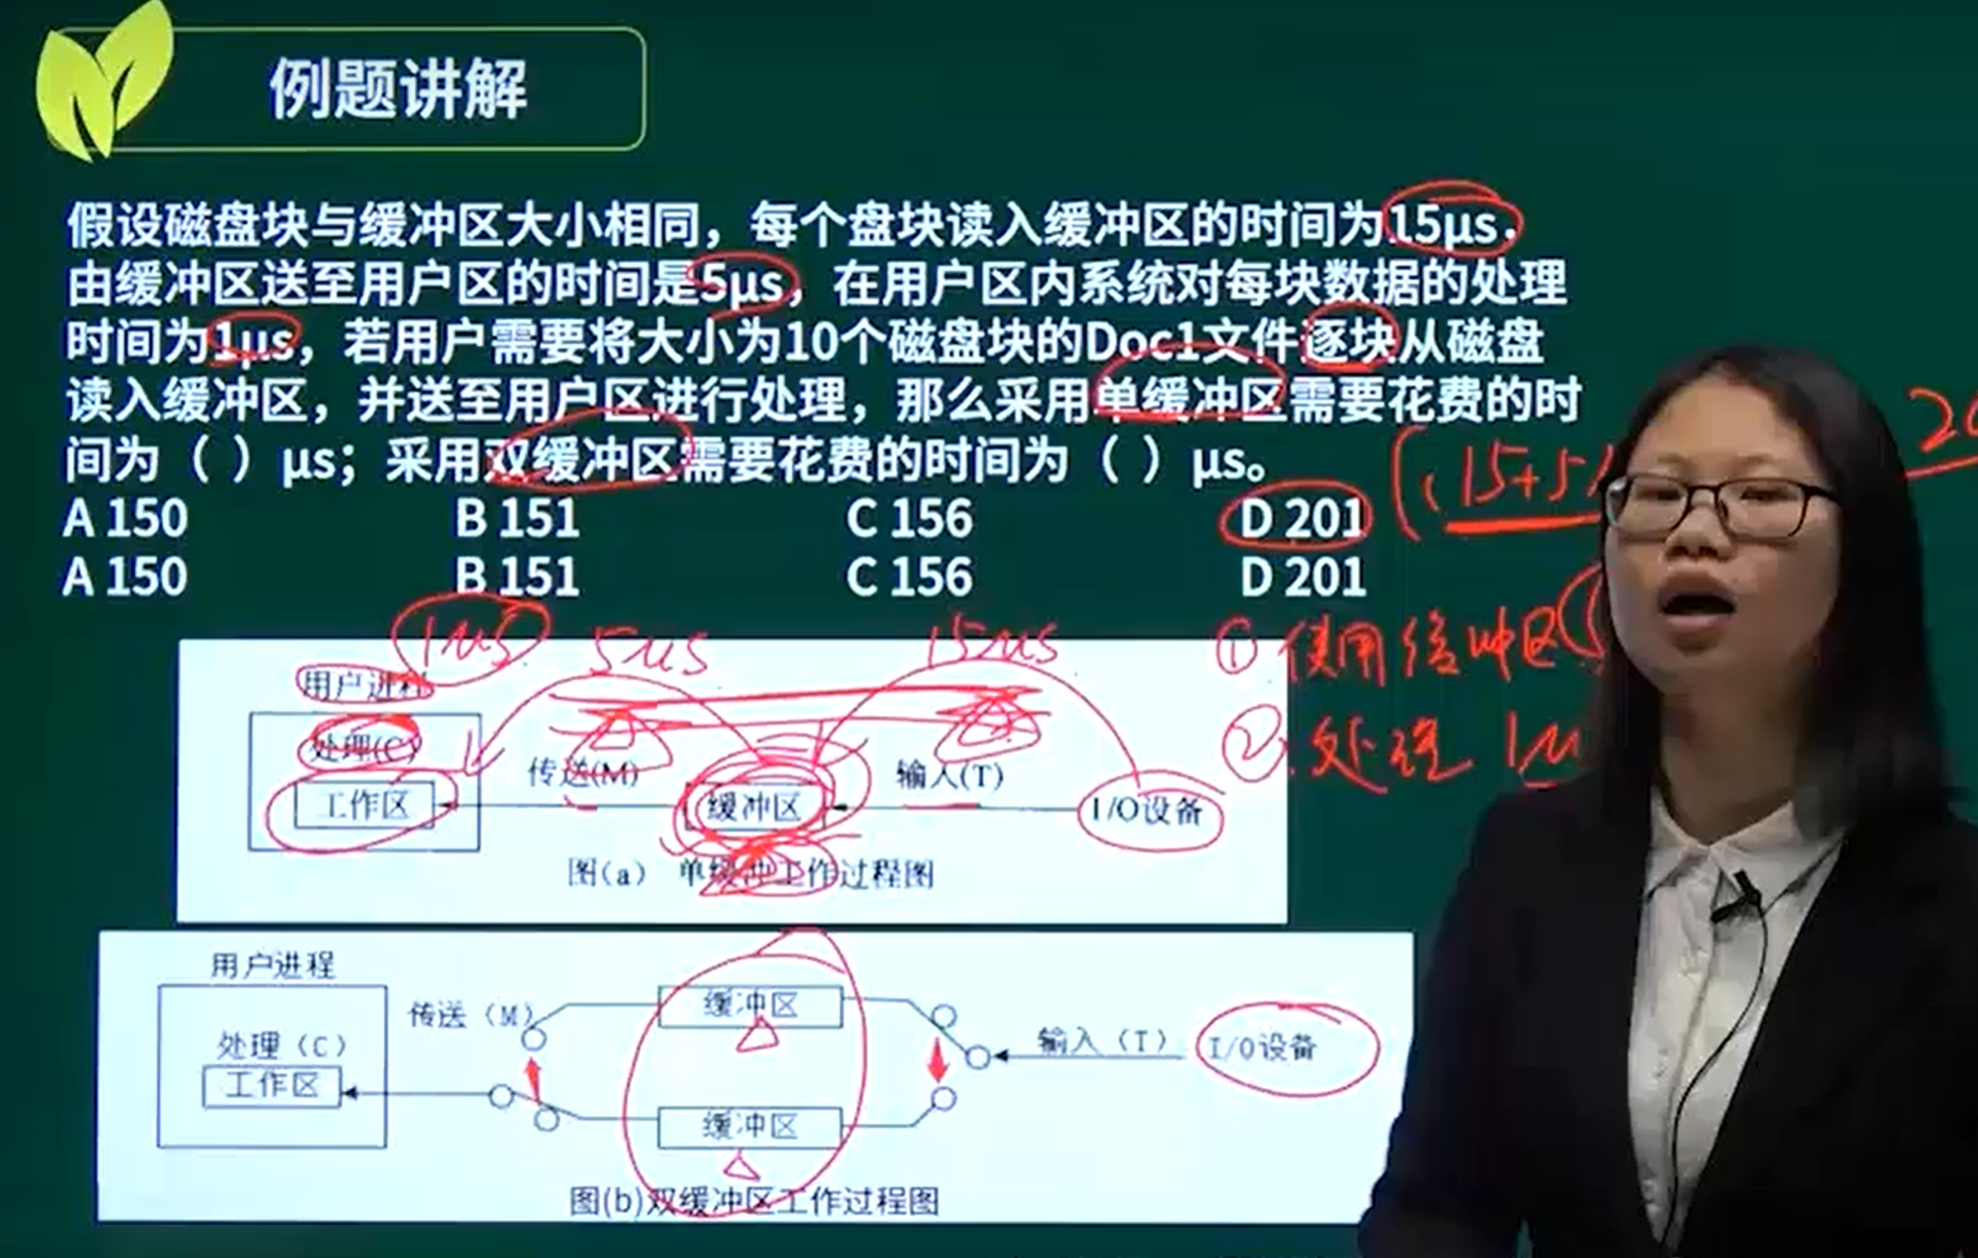 例题讲解
假设磁盘块与缓冲区大小相同，每个盘块读入缓冲区的时间为15μs．
由缓冲区送至用户区的时间是5μs，在用户区内系统对每块数据的处理
时间为1μs，若用户需要将大小为10个磁盘块的Doc1文件逐块从磁盘
读入缓冲区，并送至用户区进行处理，那么采用单缓冲区需要花费的时
间为（ ）μs；采用双缓冲区需要花费的时间为（ ）μs。
A 150 B 151 C 156 D 201
A 150 B 151 C 156 D 201
(15+5
20
① 使用缓冲区
② 处理 1μ
1μs 5μs 15μs
用户进程
处理(C)
工作区
传送(M)
缓冲区
输入(T)
I/O设备
图(a) 单缓冲工作过程图
用户进程
处理（C）
工作区
传送（M）
缓冲区
缓冲区
输入（T）
I/O设备
图(b)双缓冲区工作过程图